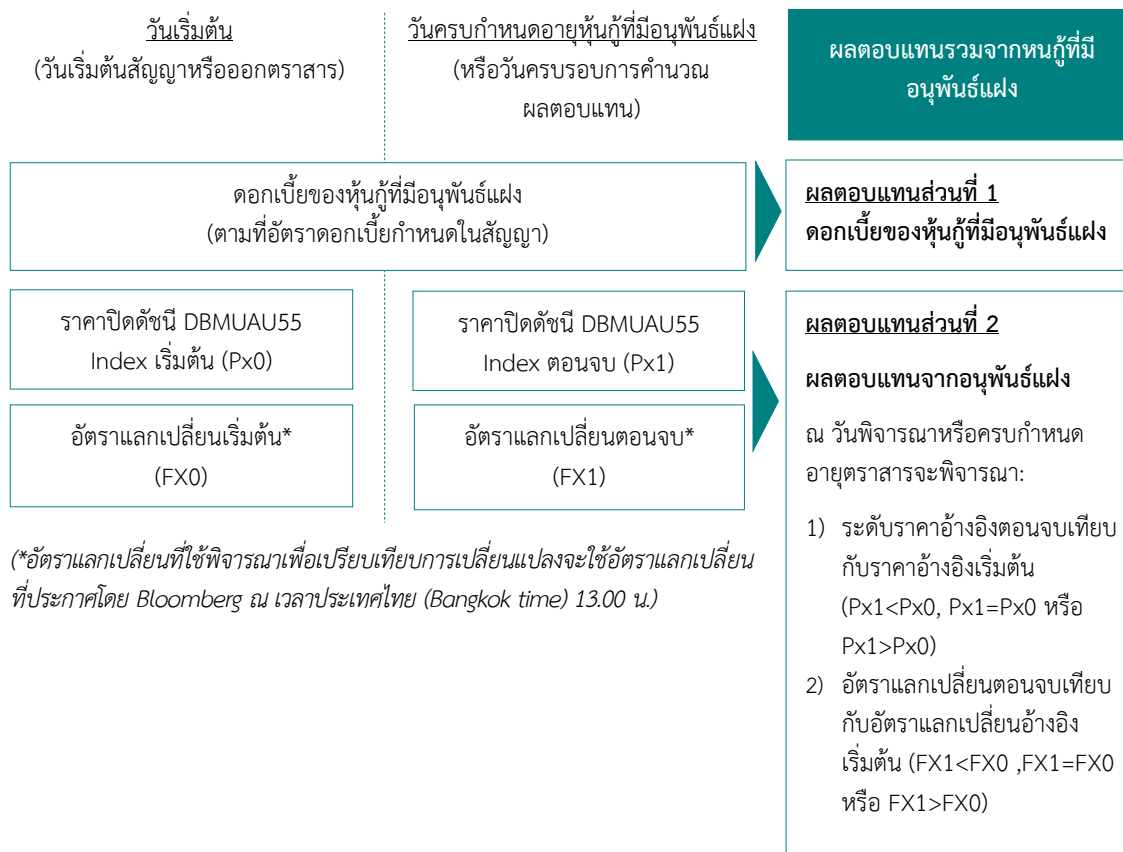 วันเริ่มต้น
(วันเริ่มต้นสัญญาหรือออกตราสาร)
วันครบกำหนดอายุหุ้นกู้ที่มีอนุพันธ์แฝง
(หรือวันครบรอบการคำนวณ
ผลตอบแทน)
ผลตอบแทนรวมจากหนกู้ที่มี
อนุพันธ์แฝง
ดอกเบี้ยของหุ้นกู้ที่มีอนุพันธ์แฝง
(ตามที่อัตราดอกเบี้ยกำหนดในสัญญา)
ผลตอบแทนส่วนที่ 1
ดอกเบี้ยของหุ้นกู้ที่มีอนุพันธ์แฝง
ราคาปิดดัชนี DBMUAU55
Index เริ่มต้น (Px0)
ราคาปิดดัชนี DBMUAU55
Index ตอนจบ (Px1)
อัตราแลกเปลี่ยนเริ่มต้น*
(FX0)
อัตราแลกเปลี่ยนตอนจบ*
(FX1)
(*อัตราแลกเปลี่ยนที่ใช้พิจารณาเพื่อเปรียบเทียบการเปลี่ยนแปลงจะใช้อัตราแลกเปลี่ยน
ที่ประกาศโดย Bloomberg ณ เวลาประเทศไทย (Bangkok time) 13.00 น.)
ผลตอบแทนส่วนที่ 2
ผลตอบแทนจากอนุพันธ์แฝง
ณ วันพิจารณาหรือครบกำหนด
อายุตราสารจะพิจารณา:
1) ระดับราคาอ้างอิงตอนจบเทียบ
กับราคาอ้างอิงเริ่มต้น
(Px1<Px0, Px1=Px0 หรือ
Px1>Px0)
2) อัตราแลกเปลี่ยนตอนจบเทียบ
กับอัตราแลกเปลี่ยนอ้างอิง
เริ่มต้น (FX1<FX0 ,FX1=FX0
หรือ FX1>FX0)